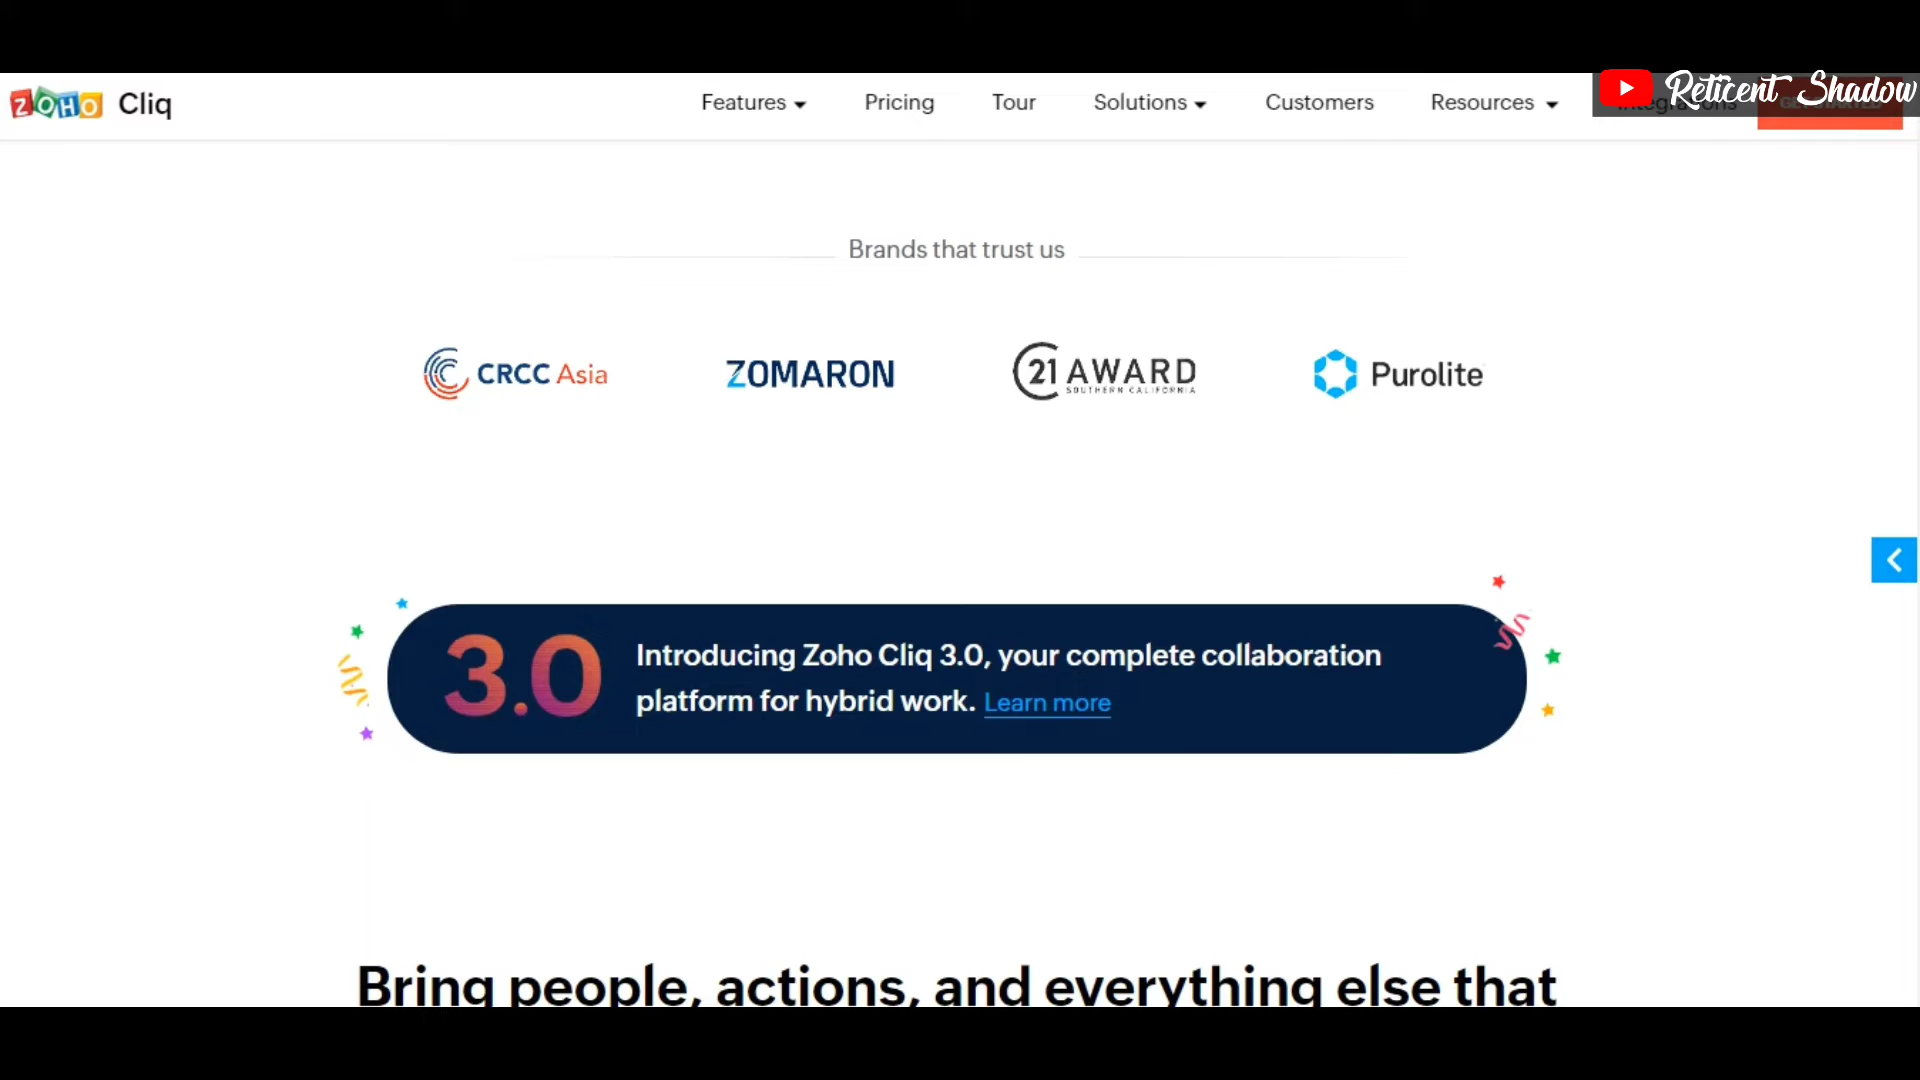 ZOHO Cliq
Features
Pricing
Tour
Solutions
Customers
Resources
Integrations
Reticent Shadow
Brands that trust us
CRCC Asia
ZOMARON
C21 AWARD
SOUTHERN CALIFORNIA
Purolite
3.0
Introducing Zoho Cliq 3.0, your complete collaboration
platform for hybrid work. Learn more
Bring people, actions, and everything else that